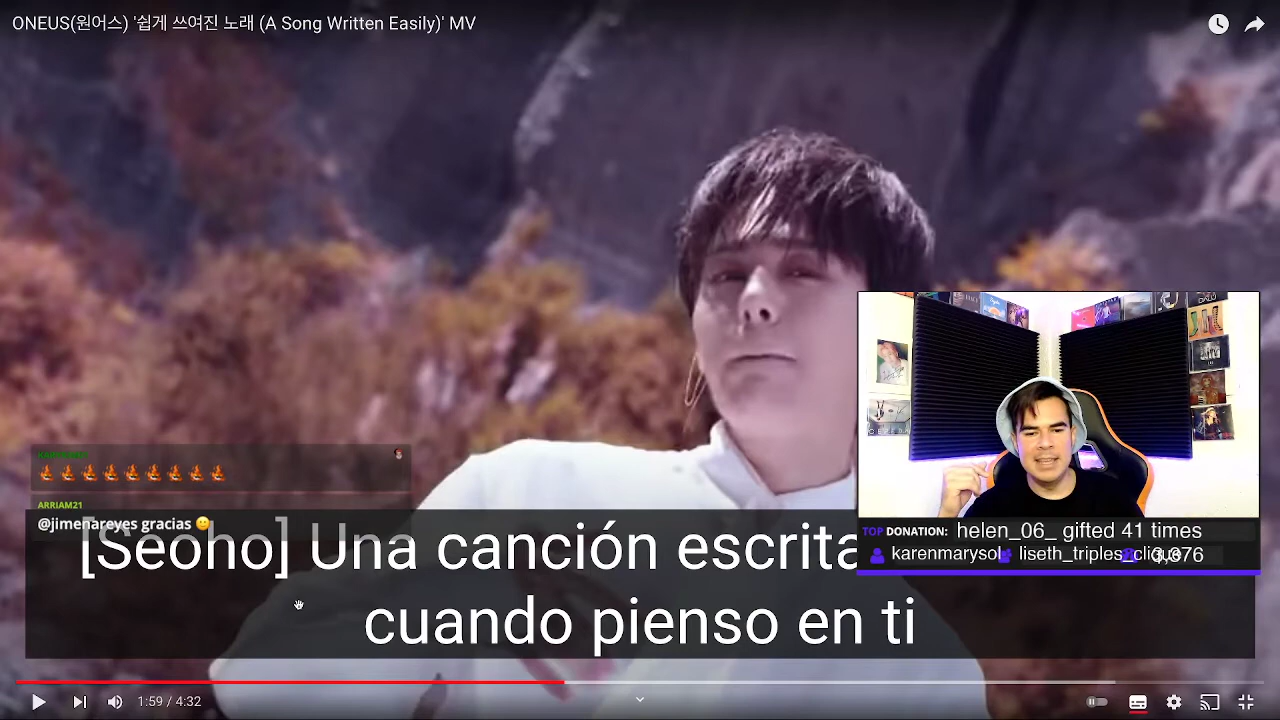 ONEUS(원어스) '쉽게 쓰여진 노래 (A Song Written Easily)' MV
ARRIAM21
@jimenareyes gracias
[Seoho] Una canción escrita
cuando pienso en ti
TOP DONATION: helen_06_ gifted 41 times
karenmarysol liseth_triples_clique
1:59 / 4:32